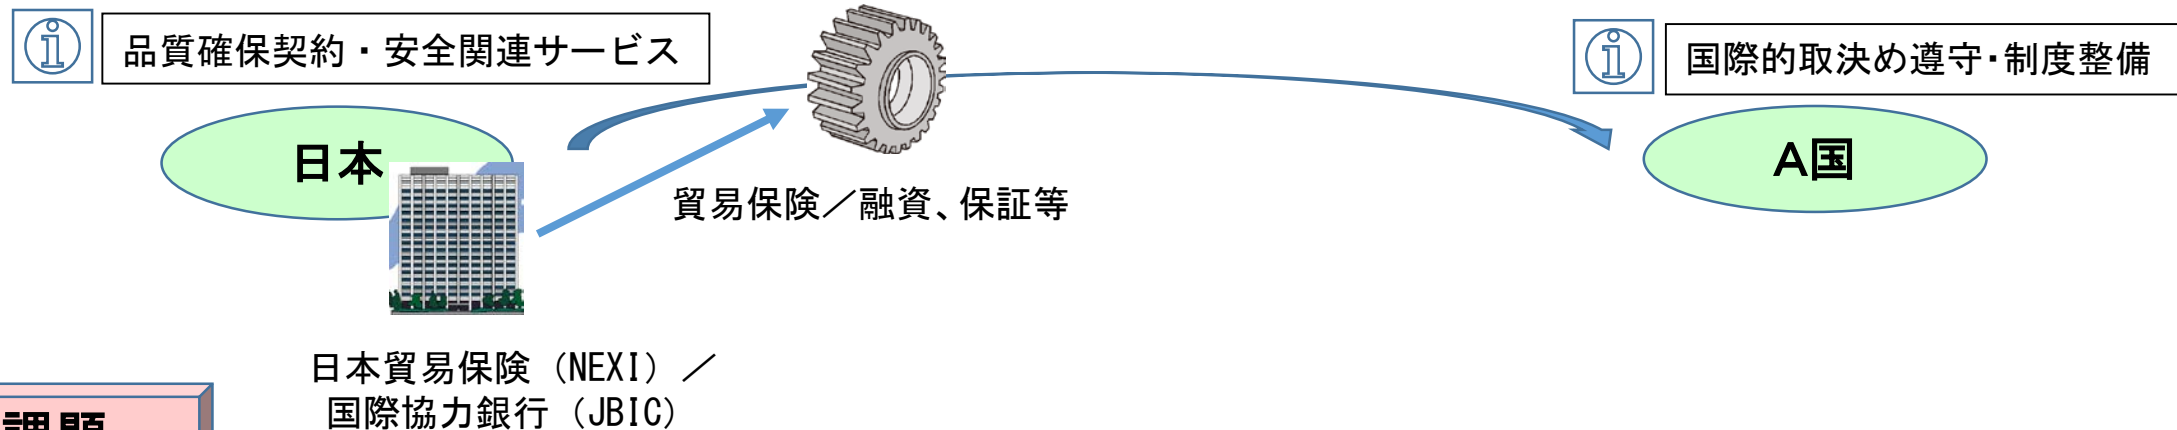 品質確保契約・安全関連サービス
国際的取決め遵守・制度整備
日本
A国
貿易保険／融資、保証等
日本貿易保険（NEXI）／
国際協力銀行（JBIC）
課題